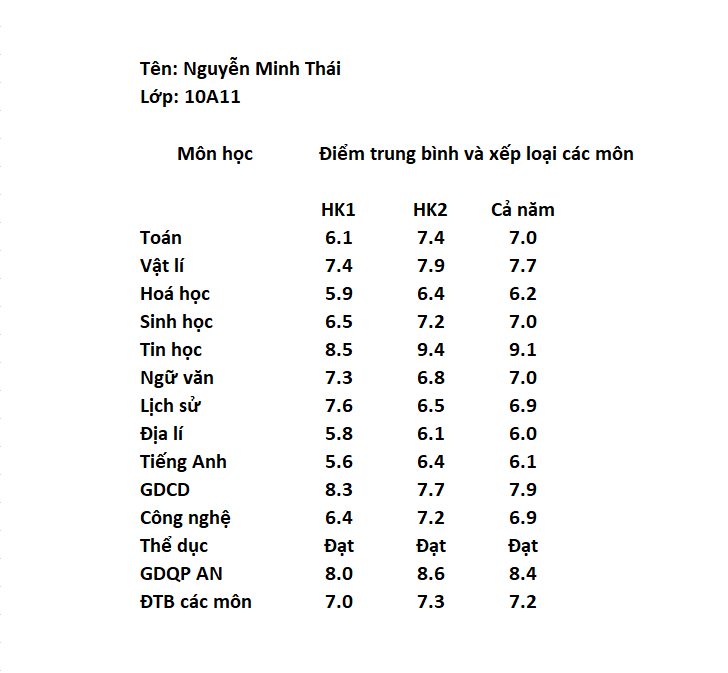 Tên: Nguyễn Minh Thái
Lớp: 10A11
Môn học Điểm trung bình và xếp loại các môn
HK1 HK2 Cả năm
Toán 6.1 7.4 7.0
Vật lí 7.4 7.9 7.7
Hoá học 5.9 6.4 6.2
Sinh học 6.5 7.2 7.0
Tin học 8.5 9.4 9.1
Ngữ văn 7.3 6.8 7.0
Lịch sử 7.6 6.5 6.9
Địa lí 5.8 6.1 6.0
Tiếng Anh 5.6 6.4 6.1
GDCD 8.3 7.7 7.9
Công nghệ 6.4 7.2 6.9
Thể dục Đạt Đạt Đạt
GDQP AN 8.0 8.6 8.4
ĐTB các môn 7.0 7.3 7.2